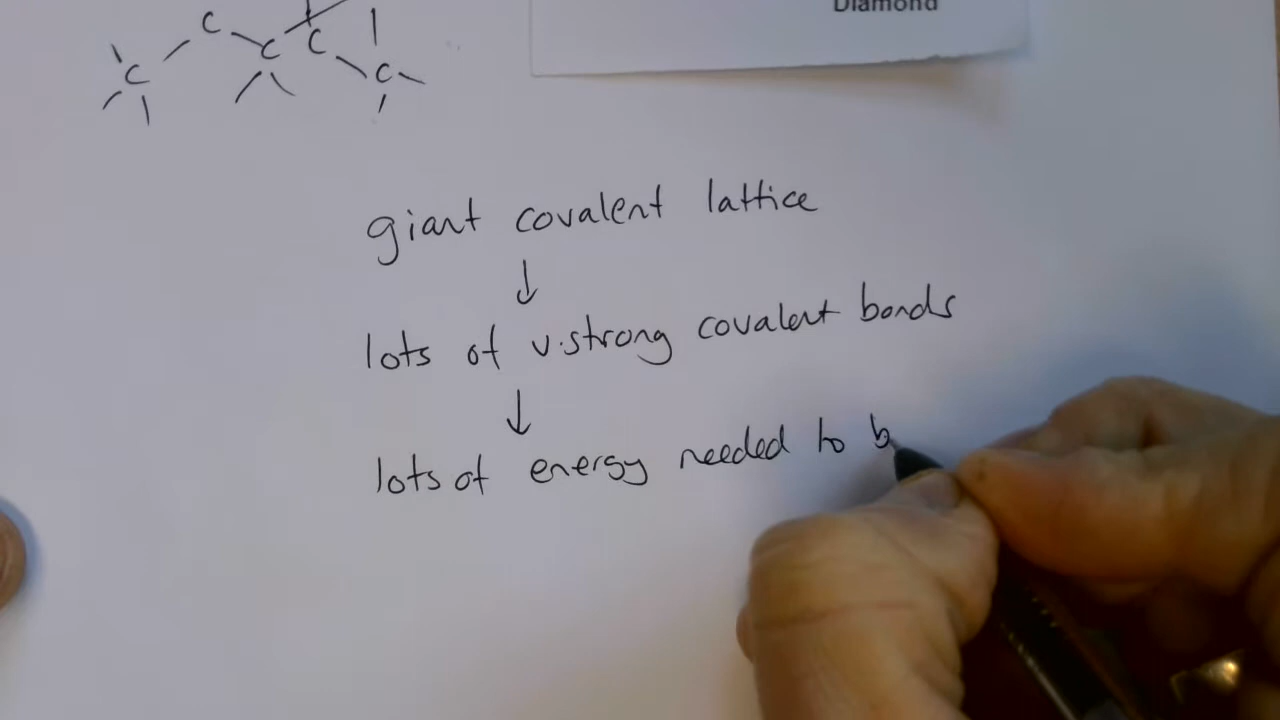 Diamond
C
C C
C C
giant covalent lattice
↓
lots of v.strong covalent bonds
↓
lots of energy needed to b